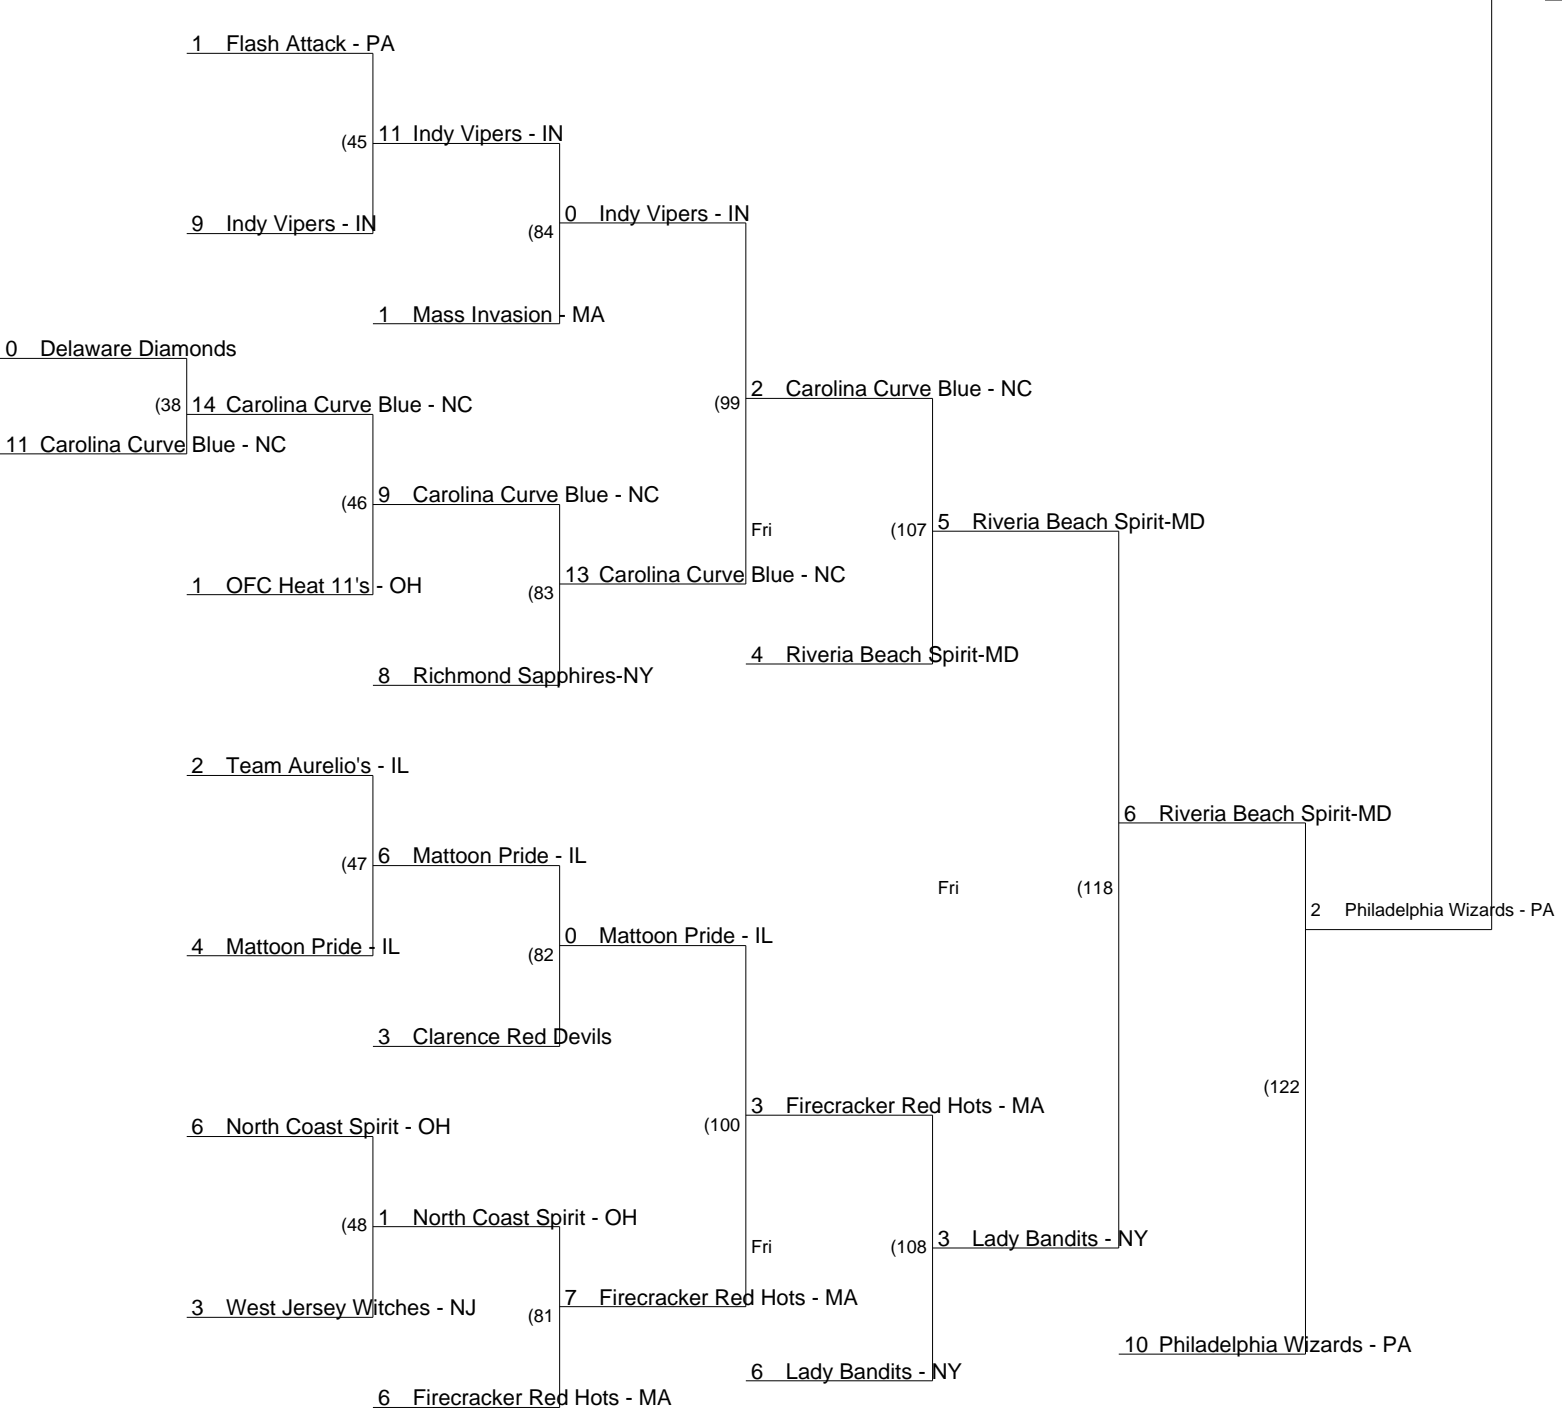 1 Flash Attack - PA
(45 11 Indy Vipers - IN
9 Indy Vipers - IN
(84 0 Indy Vipers - IN
1 Mass Invasion - MA
0 Delaware Diamonds
(38 14 Carolina Curve Blue - NC
(99 2 Carolina Curve Blue - NC
11 Carolina Curve Blue - NC
(46 9 Carolina Curve Blue - NC
Fri (107 5 Riveria Beach Spirit-MD
1 OFC Heat 11's - OH
(83 13 Carolina Curve Blue - NC
4 Riveria Beach Spirit-MD
8 Richmond Sapphires-NY
2 Team Aurelio's - IL
6 Riveria Beach Spirit-MD
(47 6 Mattoon Pride - IL
Fri (118
2 Philadelphia Wizards - PA
4 Mattoon Pride - IL
(82 0 Mattoon Pride - IL
3 Clarence Red Devils
(122
6 North Coast Spirit - OH
(100 3 Firecracker Red Hots - MA
(48 1 North Coast Spirit - OH
Fri (108 3 Lady Bandits - NY
3 West Jersey Witches - NJ
(81 7 Firecracker Red Hots - MA
10 Philadelphia Wizards - PA
6 Lady Bandits - NY
6 Firecracker Red Hots - MA